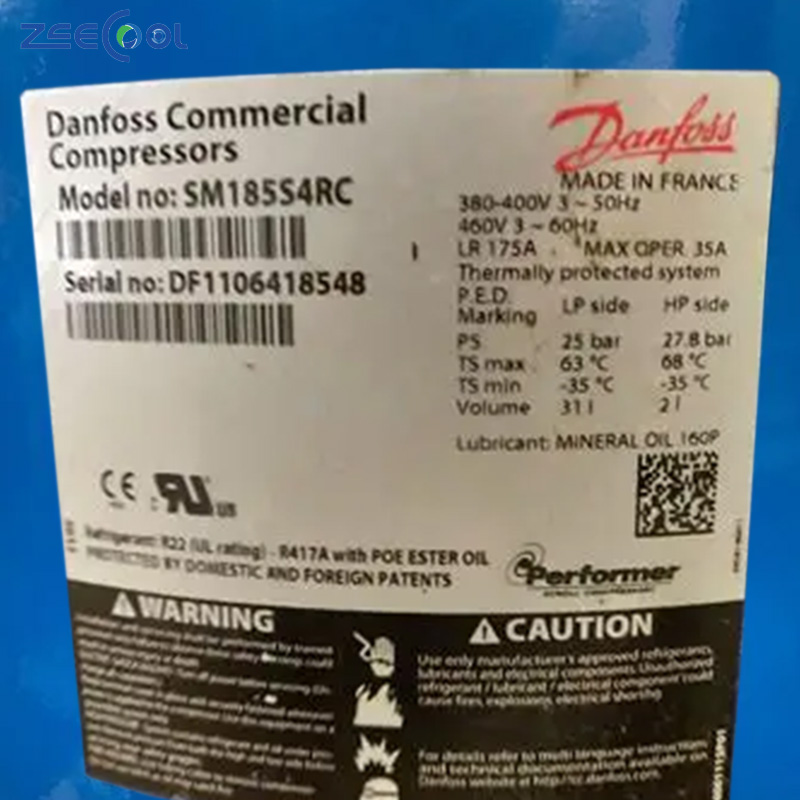 ZEECOOL
Danfoss Commercial
Compressors
Model no: SM185S4RC
Serial no: DF1106418548
Danfoss
MADE IN FRANCE
380-400V 3 ~ 50Hz
460V 3 ~ 60Hz
LR 175A MAX OPER. 35A
Thermally protected system
P.E.D. Marking LP side HP side
PS 25 bar 27.8 bar
TS max 63 °C 68 °C
TS min -35 °C -35 °C
Volume 31 l 2 l
Lubricant: MINERAL OIL 160P
CE c RU us
Refrigerant: R22 (UL rating) - R417A with POE ESTER OIL
PROTECTED BY DOMESTIC AND FOREIGN PATENTS
Performer
SCROLL COMPRESSORS
WARNING
CAUTION
Use only manufacturer's approved refrigerant,
lubricants and electrical components. Unauthorized
refrigerant / lubricant / electrical component could
cause fires, explosions, electrical shorting.
For details refer to multi language instructions
and technical documentation available on
Danfoss website at http://cc.danfoss.com.